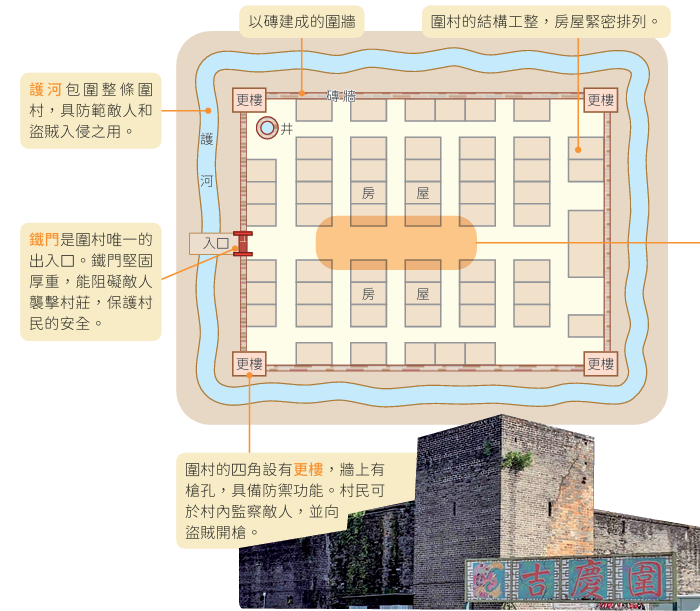 以磚建成的圍牆
圍村的結構工整，房屋緊密排列。
護河包圍整條圍
村，具防範敵人和
盜賊入侵之用。
更樓
磚牆
更樓
井
護
河
房 屋
入口
鐵門是圍村唯一的
出入口。鐵門堅固
厚重，能阻礙敵人
襲擊村莊，保護村
民的安全。
房 屋
更樓
更樓
圍村的四角設有更樓，牆上有
槍孔，具備防禦功能。村民可
於村內監察敵人，並向
盜賊開槍。
吉慶圍